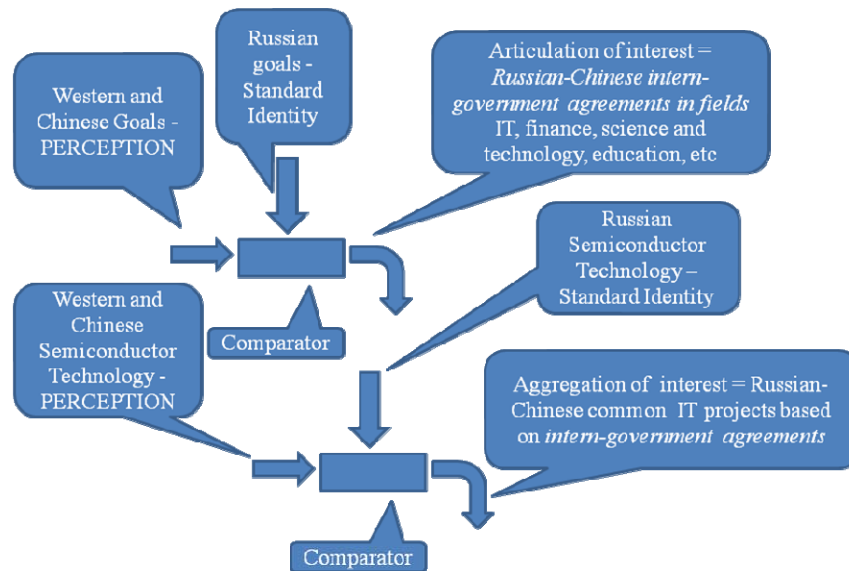 Western and
Chinese Goals -
PERCEPTION
Russian
goals -
Standard
Identity
Articulation of interest =
Russian-Chinese intern-
government agreements in fields
IT, finance, science and
technology, education, etc
Comparator
Western and
Chinese
Semiconductor
Technology -
PERCEPTION
Russian
Semiconductor
Technology –
Standard Identity
Aggregation of interest = Russian-
Chinese common IT projects based
on intern-government agreements
Comparator